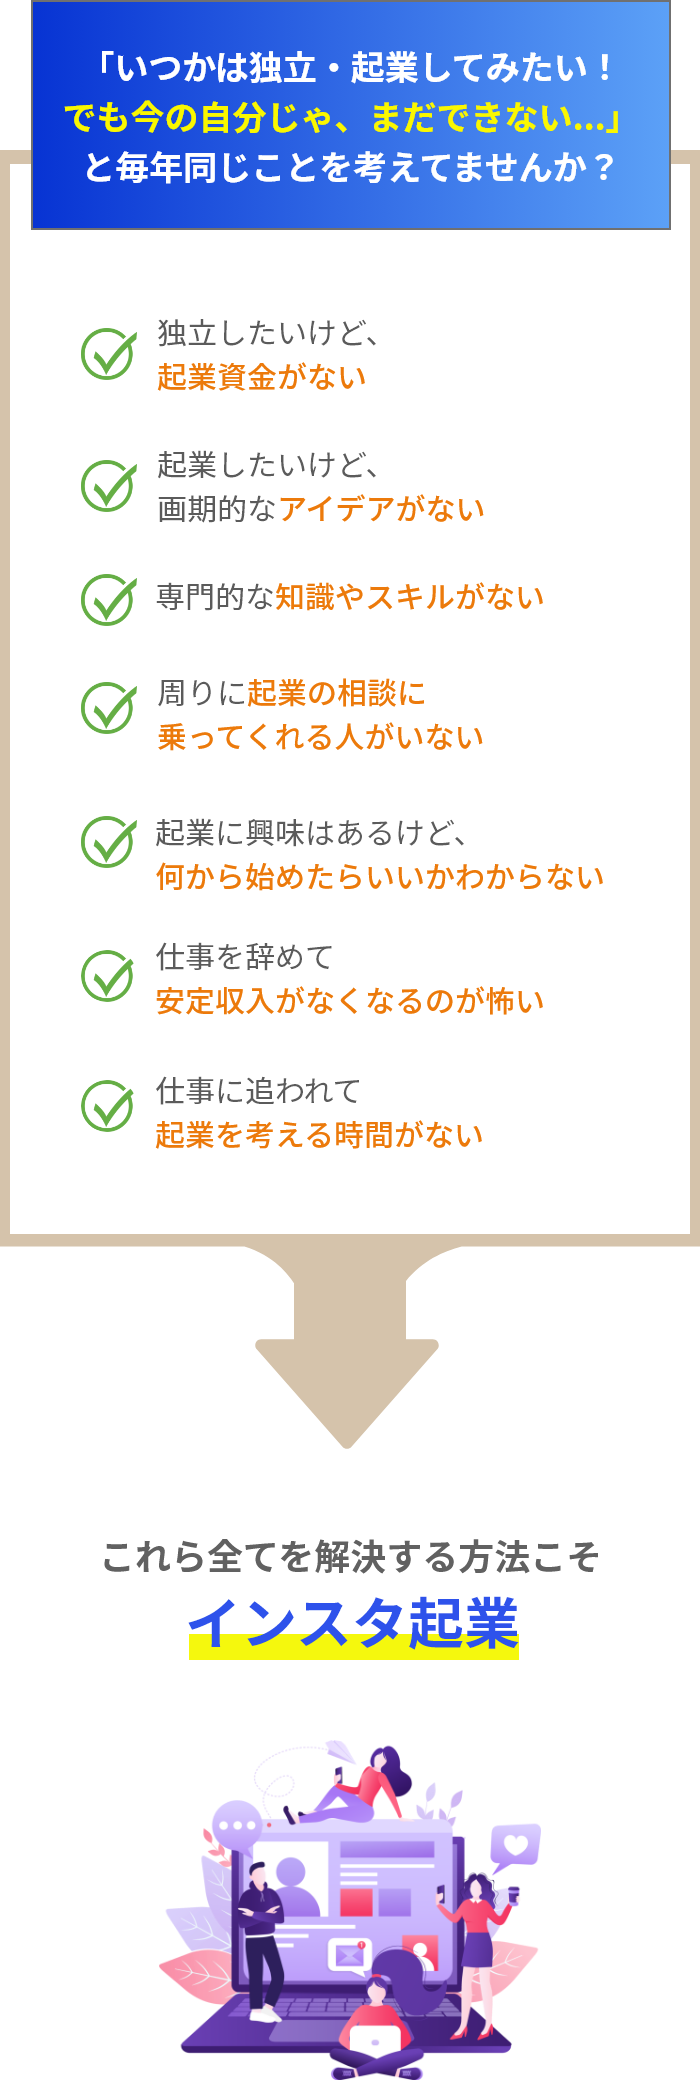 「いつかは独立・起業してみたい！
でも今の自分じゃ、まだできない...」
と毎年同じことを考えてませんか？
独立したいけど、
起業資金がない
起業したいけど、
画期的なアイデアがない
専門的な知識やスキルがない
周りに起業の相談に
乗ってくれる人がいない
起業に興味はあるけど、
何から始めたらいいかわからない
仕事を辞めて
安定収入がなくなるのが怖い
仕事に追われて
起業を考える時間がない
これら全てを解決する方法こそ
インスタ起業